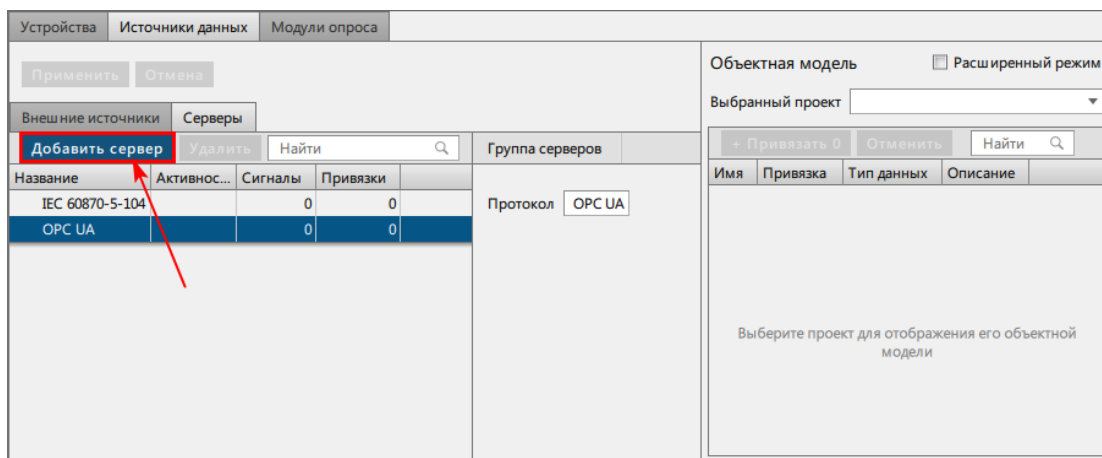 Устройства Источники данных Модули опроса
Применить Отмена
Внешние источники Серверы
Добавить сервер Удалить Найти
Название Активнос... Сигналы Привязки
IEC 60870-5-104 0 0
OPC UA 0 0
Группа серверов
Протокол OPC UA
Объектная модель Расширенный режим
Выбранный проект
+ Привязать 0 Отменить Найти
Имя Привязка Тип данных Описание
Выберите проект для отображения его объектной
модели